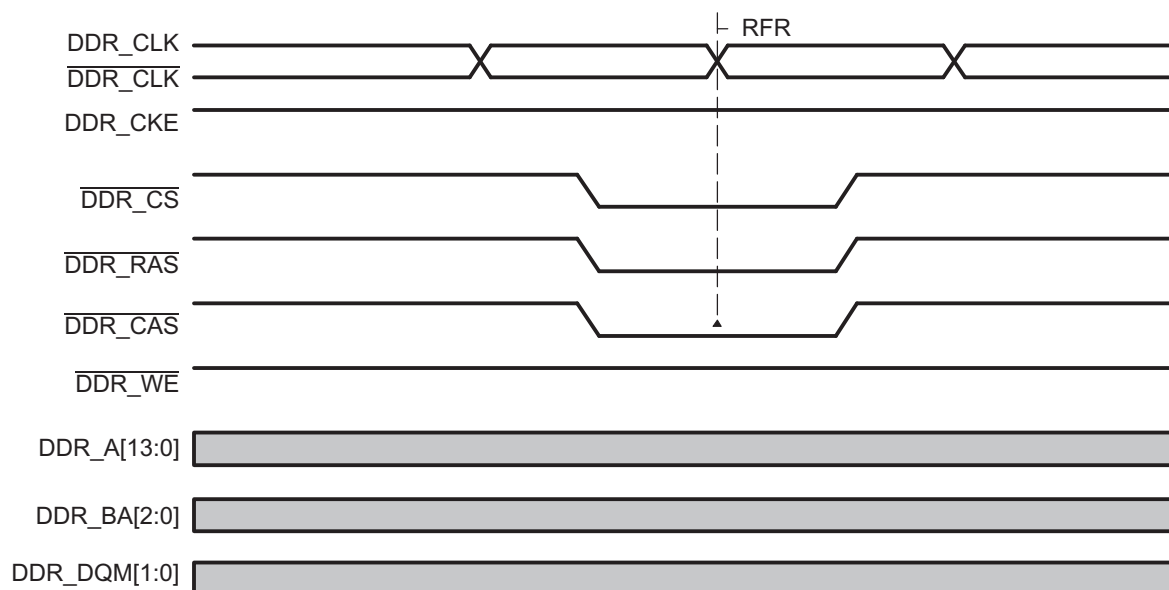 RFR
DDR_CLK
DDR_CLK
DDR_CKE
DDR_CS
DDR_RAS
DDR_CAS
DDR_WE
DDR_A[13:0]
DDR_BA[2:0]
DDR_DQM[1:0]